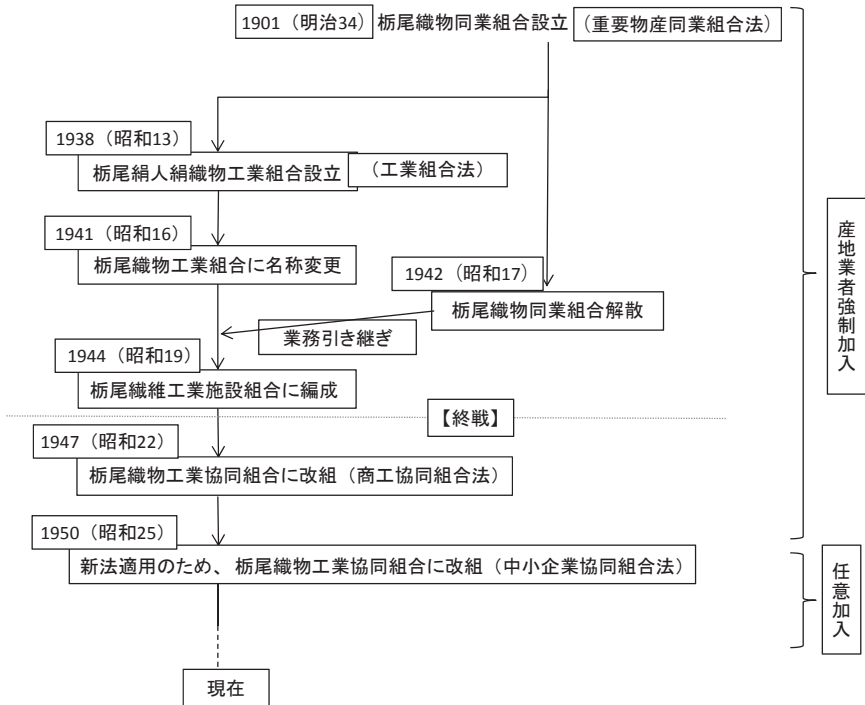 1901（明治34）栃尾織物同業組合設立（重要物産同業組合法）
1938（昭和13）
栃尾絹人絹織物工業組合設立（工業組合法）
1941（昭和16）
栃尾織物工業組合に名称変更
1942（昭和17）
栃尾織物同業組合解散
業務引き継ぎ
1944（昭和19）
栃尾繊維工業施設組合に編成
【終戦】
1947（昭和22）
栃尾織物工業協同組合に改組（商工協同組合法）
1950（昭和25）
新法適用のため、栃尾織物工業協同組合に改組（中小企業協同組合法）
現在
産地業者強制加入
任意加入